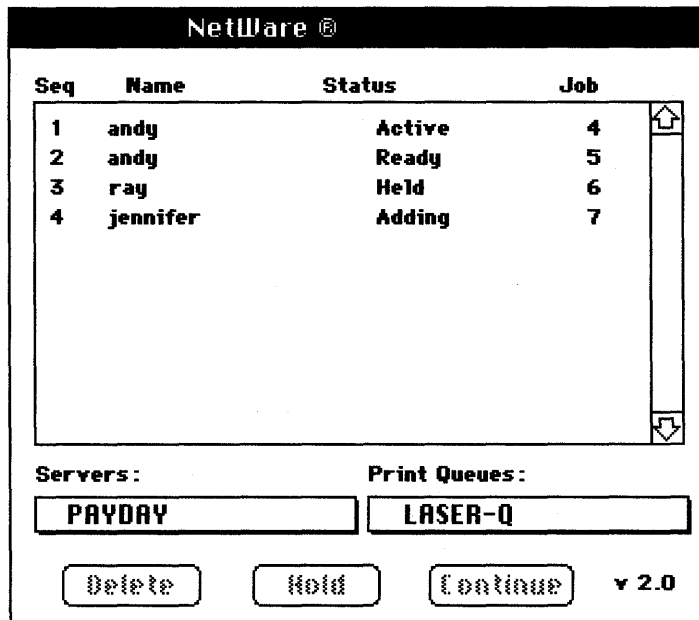 NetWare ®
Seq Name Status Job
1 andy Active 4
2 andy Ready 5
3 ray Held 6
4 jennifer Adding 7
Servers: Print Queues:
PAYDAY LASER-Q
Delete Hold Continue v 2.0